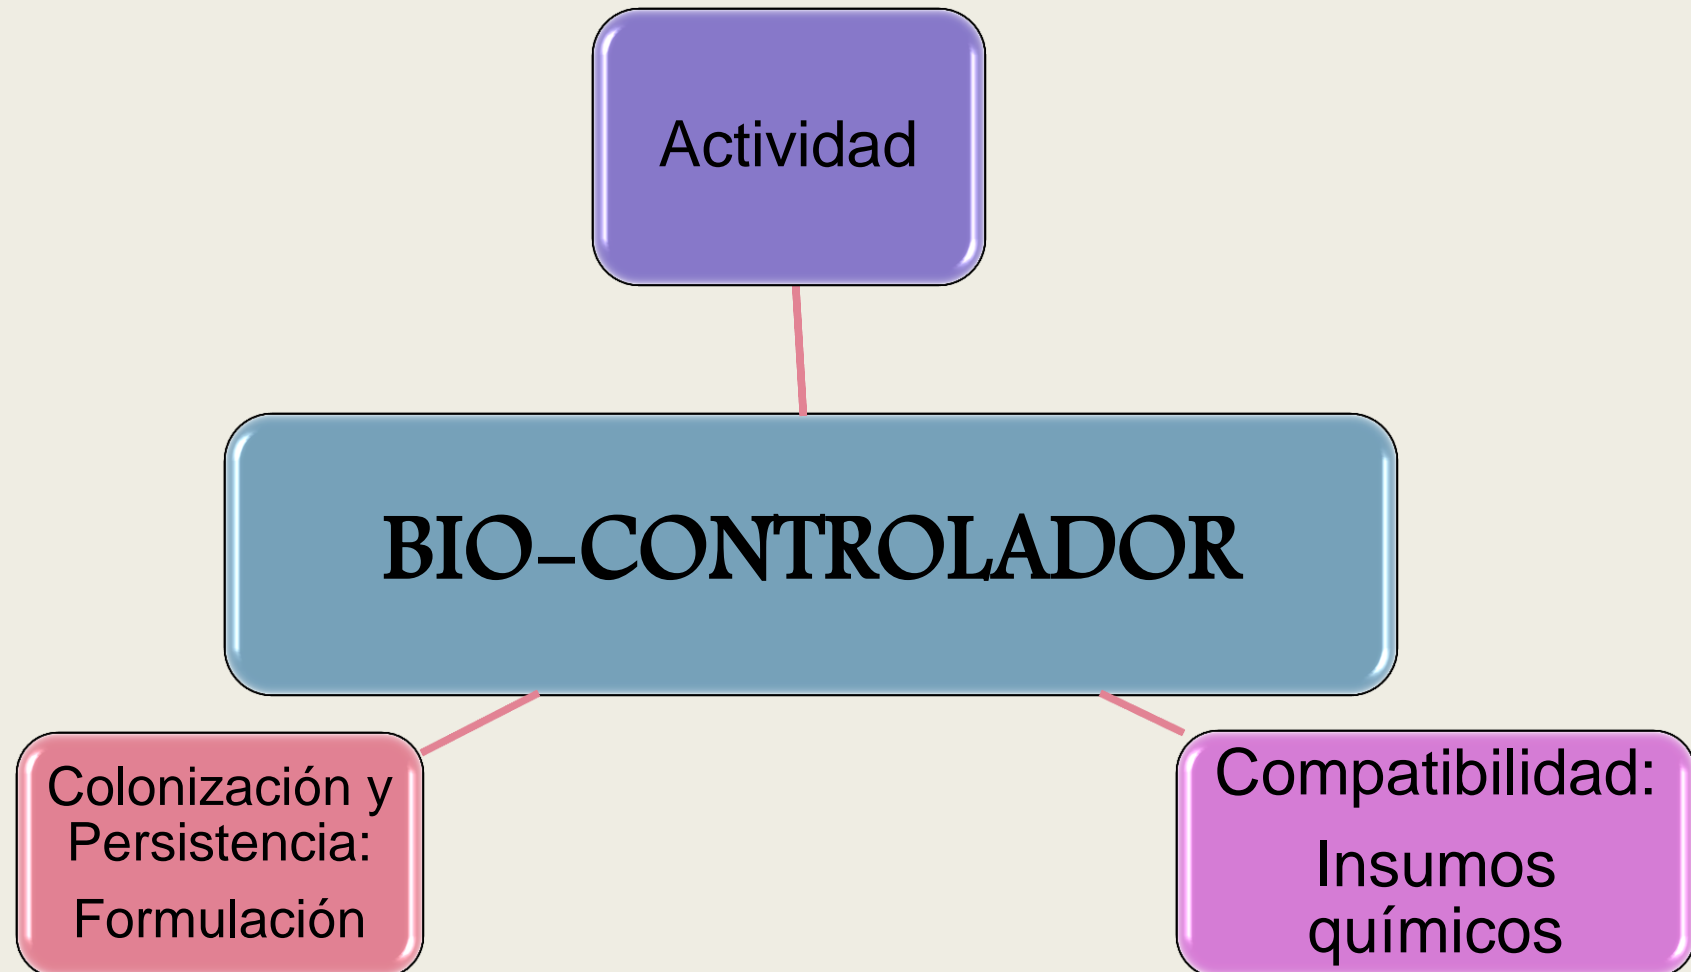 Actividad
BIO-CONTROLADOR
Colonización y
Persistencia:
Formulación
Compatibilidad:
Insumos
químicos